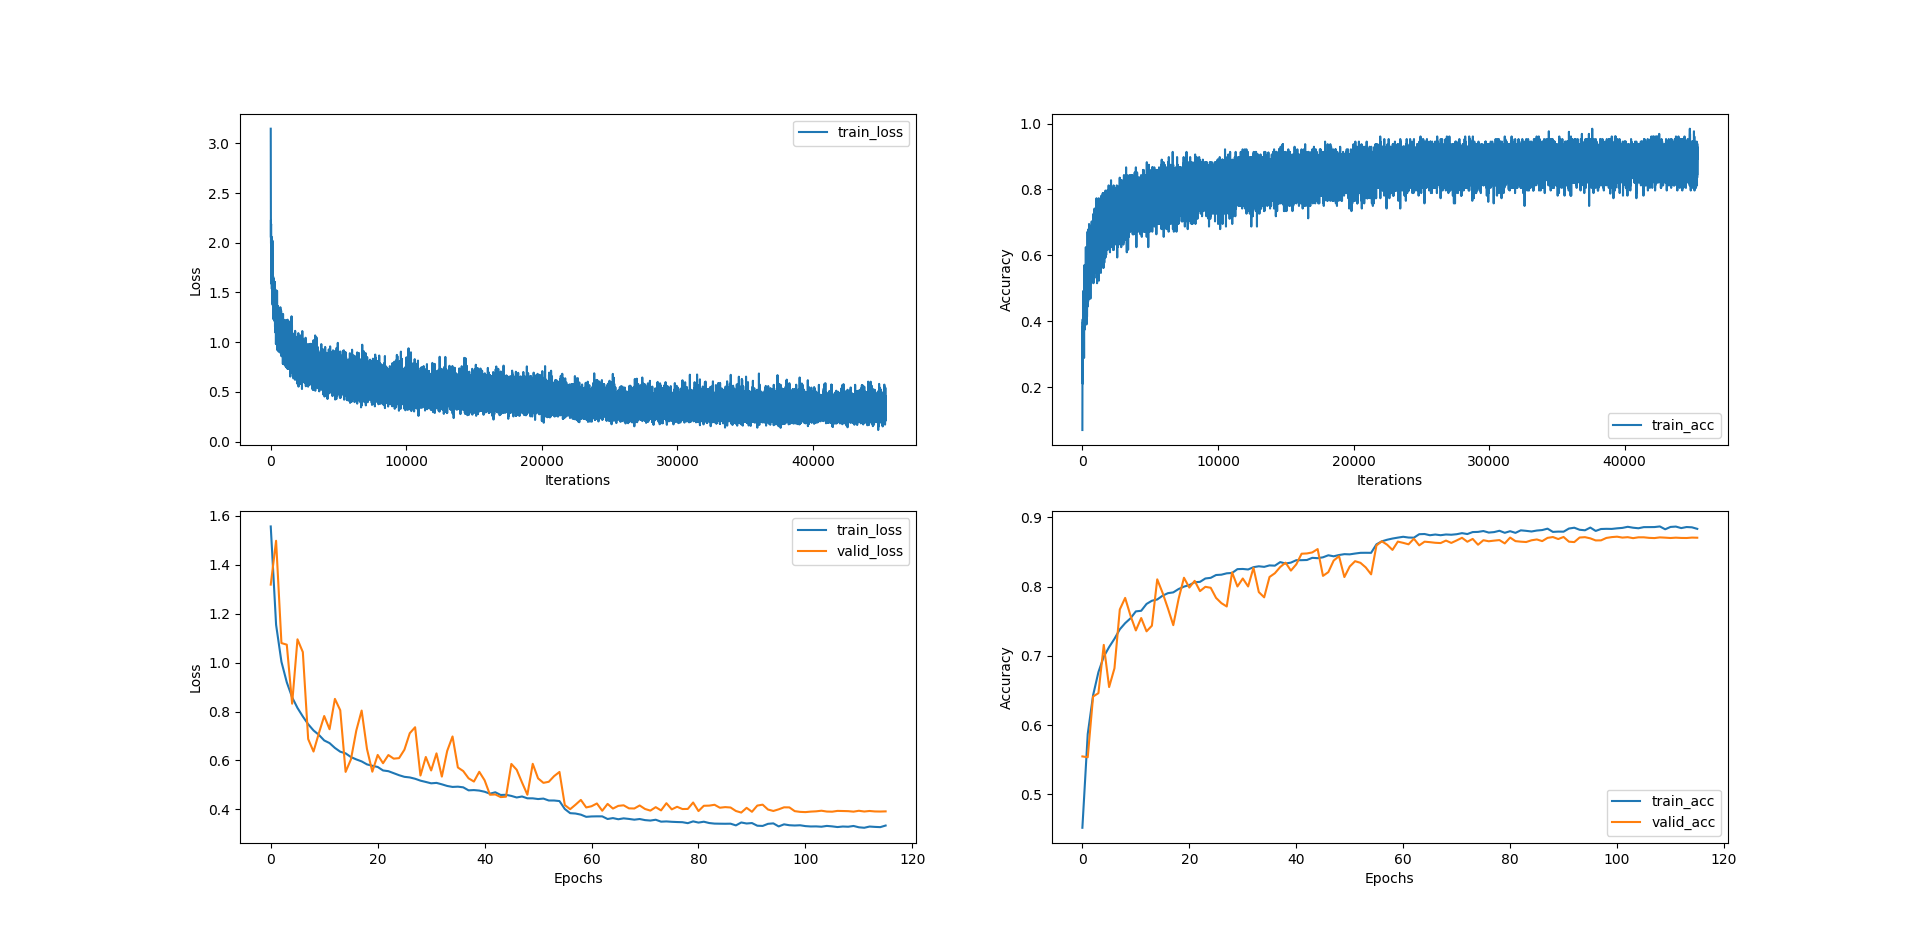 3.0
2.5
2.0
1.5
1.0
0.5
0.0
Loss
train_loss
0 10000 20000 30000 40000
Iterations
1.0
0.8
0.6
0.4
0.2
Accuracy
train_acc
0 10000 20000 30000 40000
Iterations
1.6
1.4
1.2
1.0
0.8
0.6
0.4
Loss
train_loss
valid_loss
0 20 40 60 80 100 120
Epochs
0.9
0.8
0.7
0.6
0.5
Accuracy
train_acc
valid_acc
0 20 40 60 80 100 120
Epochs